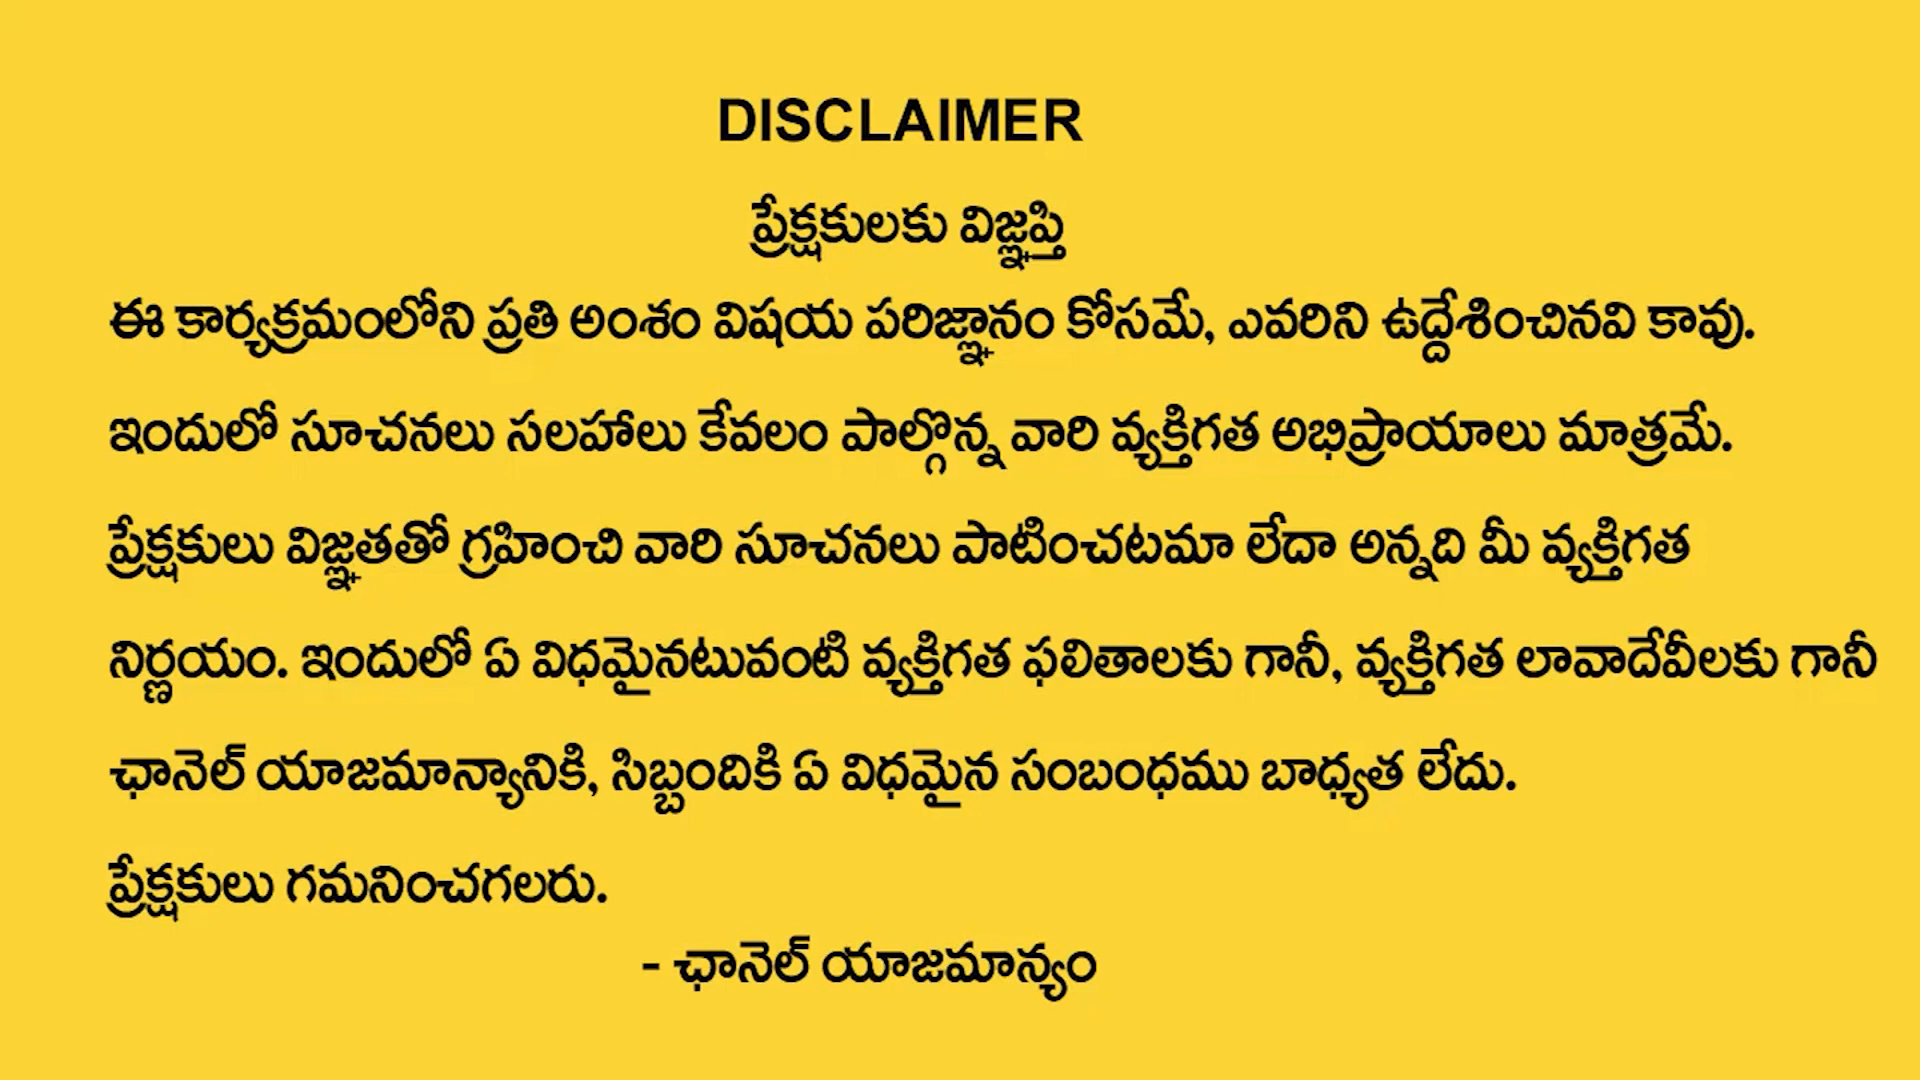 DISCLAIMER
ప్రేక్షకులకు విజ్ఞప్తి
ఈ కార్యక్రమంలోని ప్రతి అంశం విషయ పరిజ్ఞానం కోసమే, ఎవరిని ఉద్దేశించినవి కావు.
ఇందులో సూచనలు సలహాలు కేవలం పాల్గొన్న వారి వ్యక్తిగత అభిప్రాయాలు మాత్రమే.
ప్రేక్షకులు విజ్ఞతతో గ్రహించి వారి సూచనలు పాటించటమా లేదా అన్నది మీ వ్యక్తిగత
నిర్ణయం. ఇందులో ఏ విధమైనటువంటి వ్యక్తిగత ఫలితాలకు గానీ, వ్యక్తిగత లావాదేవీలకు గానీ
ఛానెల్ యాజమాన్యానికి, సిబ్బందికి ఏ విధమైన సంబంధము బాధ్యత లేదు.
ప్రేక్షకులు గమనించగలరు.
- ఛానెల్ యాజమాన్యం